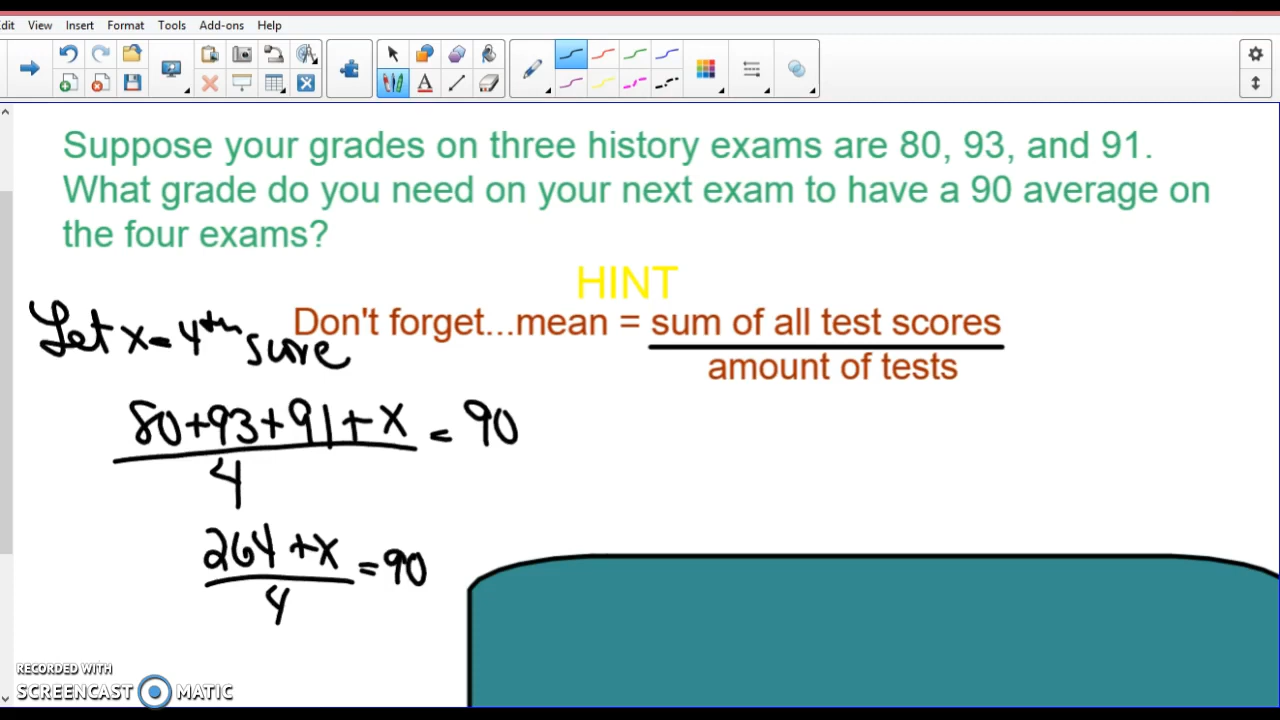 dit View Insert Format Tools Add-ons Help
Suppose your grades on three history exams are 80, 93, and 91.
What grade do you need on your next exam to have a 90 average on
the four exams?
HINT
Don't forget...mean = sum of all test scores
amount of tests
Let x = 4th score
80+93+91+x = 90
4
264 +x = 90
4
RECORDED WITH
SCREENCAST MATIC